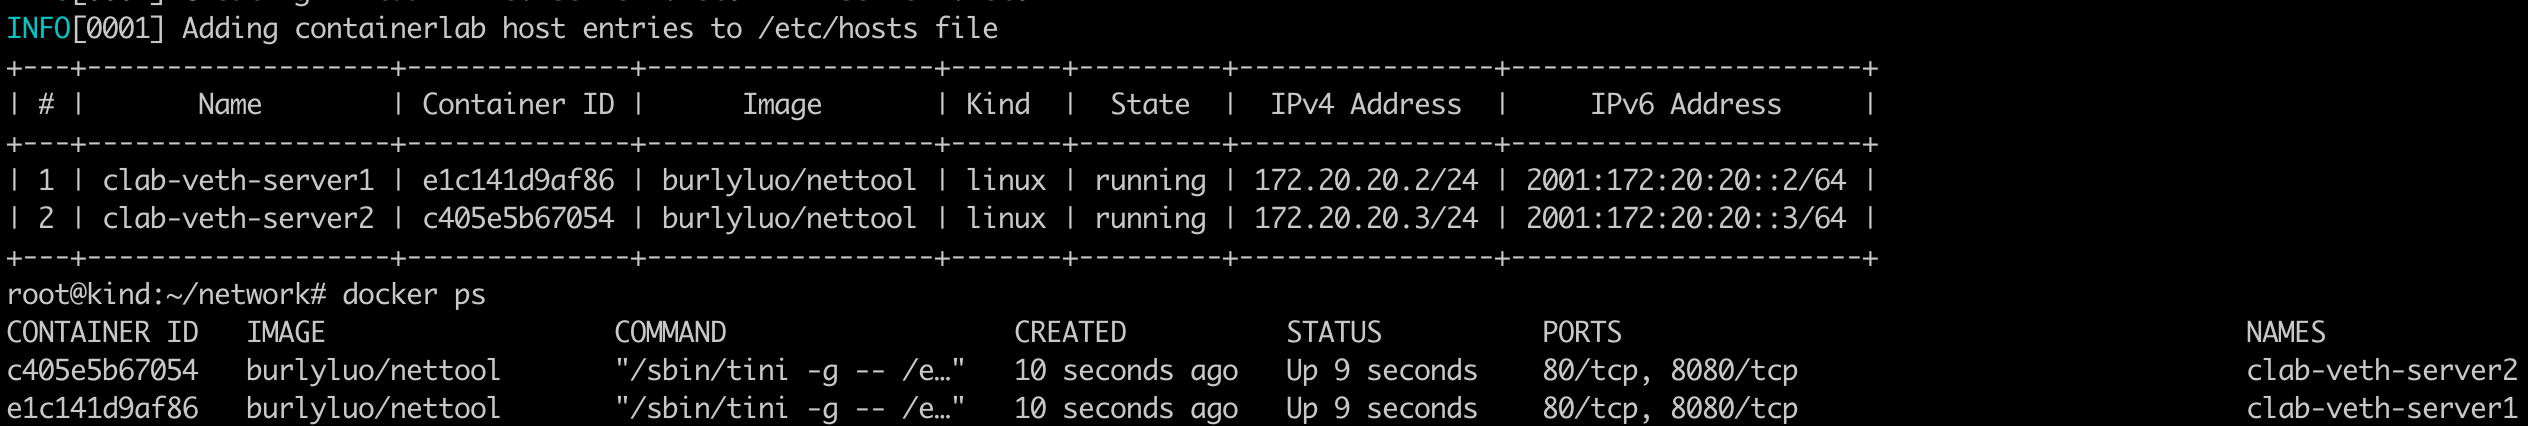 INFO[0001] Adding containerlab host entries to /etc/hosts file
+---+-------------------+--------------+------------------+-------+---------+----------------+----------------------+
| # |       Name        | Container ID |      Image       | Kind  |  State  |  IPv4 Address  |     IPv6 Address     |
+---+-------------------+--------------+------------------+-------+---------+----------------+----------------------+
| 1 | clab-veth-server1 | e1c141d9af86 | burlyluo/nettool | linux | running | 172.20.20.2/24 | 2001:172:20:20::2/64 |
| 2 | clab-veth-server2 | c405e5b67054 | burlyluo/nettool | linux | running | 172.20.20.3/24 | 2001:172:20:20::3/64 |
+---+-------------------+--------------+------------------+-------+---------+----------------+----------------------+
root@kind:~/network# docker ps
CONTAINER ID   IMAGE                  COMMAND                  CREATED          STATUS          PORTS                                       NAMES
c405e5b67054   burlyluo/nettool       "/sbin/tini -g -- /e…"   10 seconds ago   Up 9 seconds    80/tcp, 8080/tcp                            clab-veth-server2
e1c141d9af86   burlyluo/nettool       "/sbin/tini -g -- /e…"   10 seconds ago   Up 9 seconds    80/tcp, 8080/tcp                            clab-veth-server1